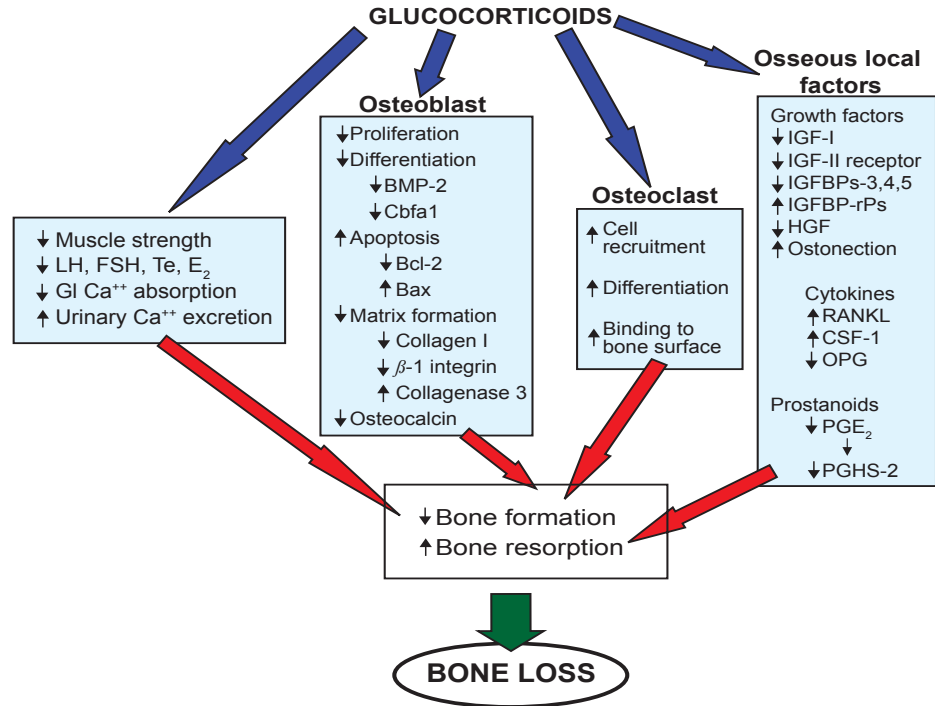 GLUCOCORTICOIDS
Osseous local
factors
Growth factors
↓IGF-I
↓IGF-II receptor
↓IGFBPs-3,4,5
↑IGFBP-rPs
↓HGF
↑Ostonection
Cytokines
↑RANKL
↑CSF-1
↓OPG
Prostanoids
↓PGE₂
↓
↓PGHS-2
Osteoblast
↓Proliferation
↓Differentiation
↓BMP-2
↓Cbfa1
↑Apoptosis
↓Bcl-2
↑Bax
↓Matrix formation
↓Collagen I
↓β-1 integrin
↑Collagenase 3
↓Osteocalcin
Osteoclast
↑Cell
recruitment
↑Differentiation
↑Binding to
bone surface
↓Muscle strength
↓LH, FSH, Te, E₂
↓GI Ca⁺⁺ absorption
↑Urinary Ca⁺⁺ excretion
↓Bone formation
↑Bone resorption
BONE LOSS